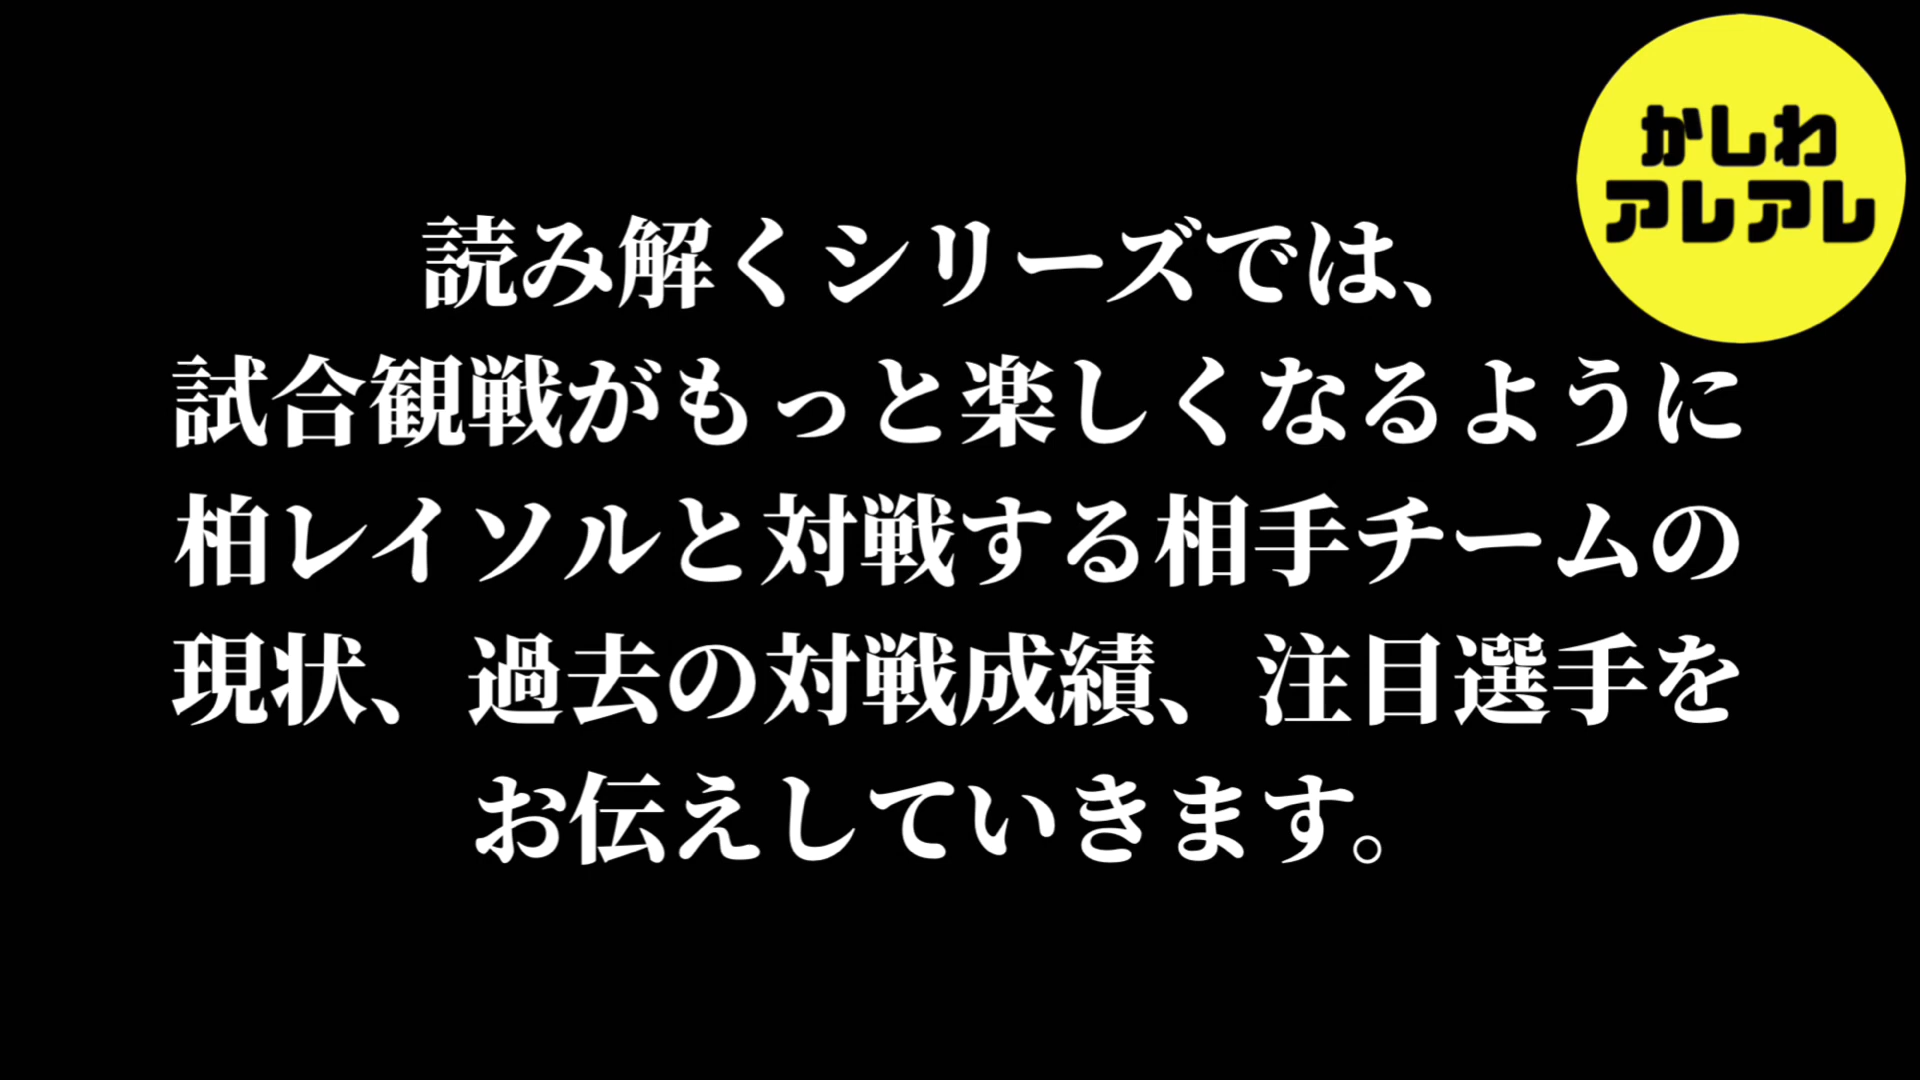 かしわ
アレアレ
読み解くシリーズでは、
試合観戦がもっと楽しくなるように
柏レイソルと対戦する相手チームの
現状、過去の対戦成績、注目選手を
お伝えしていきます。